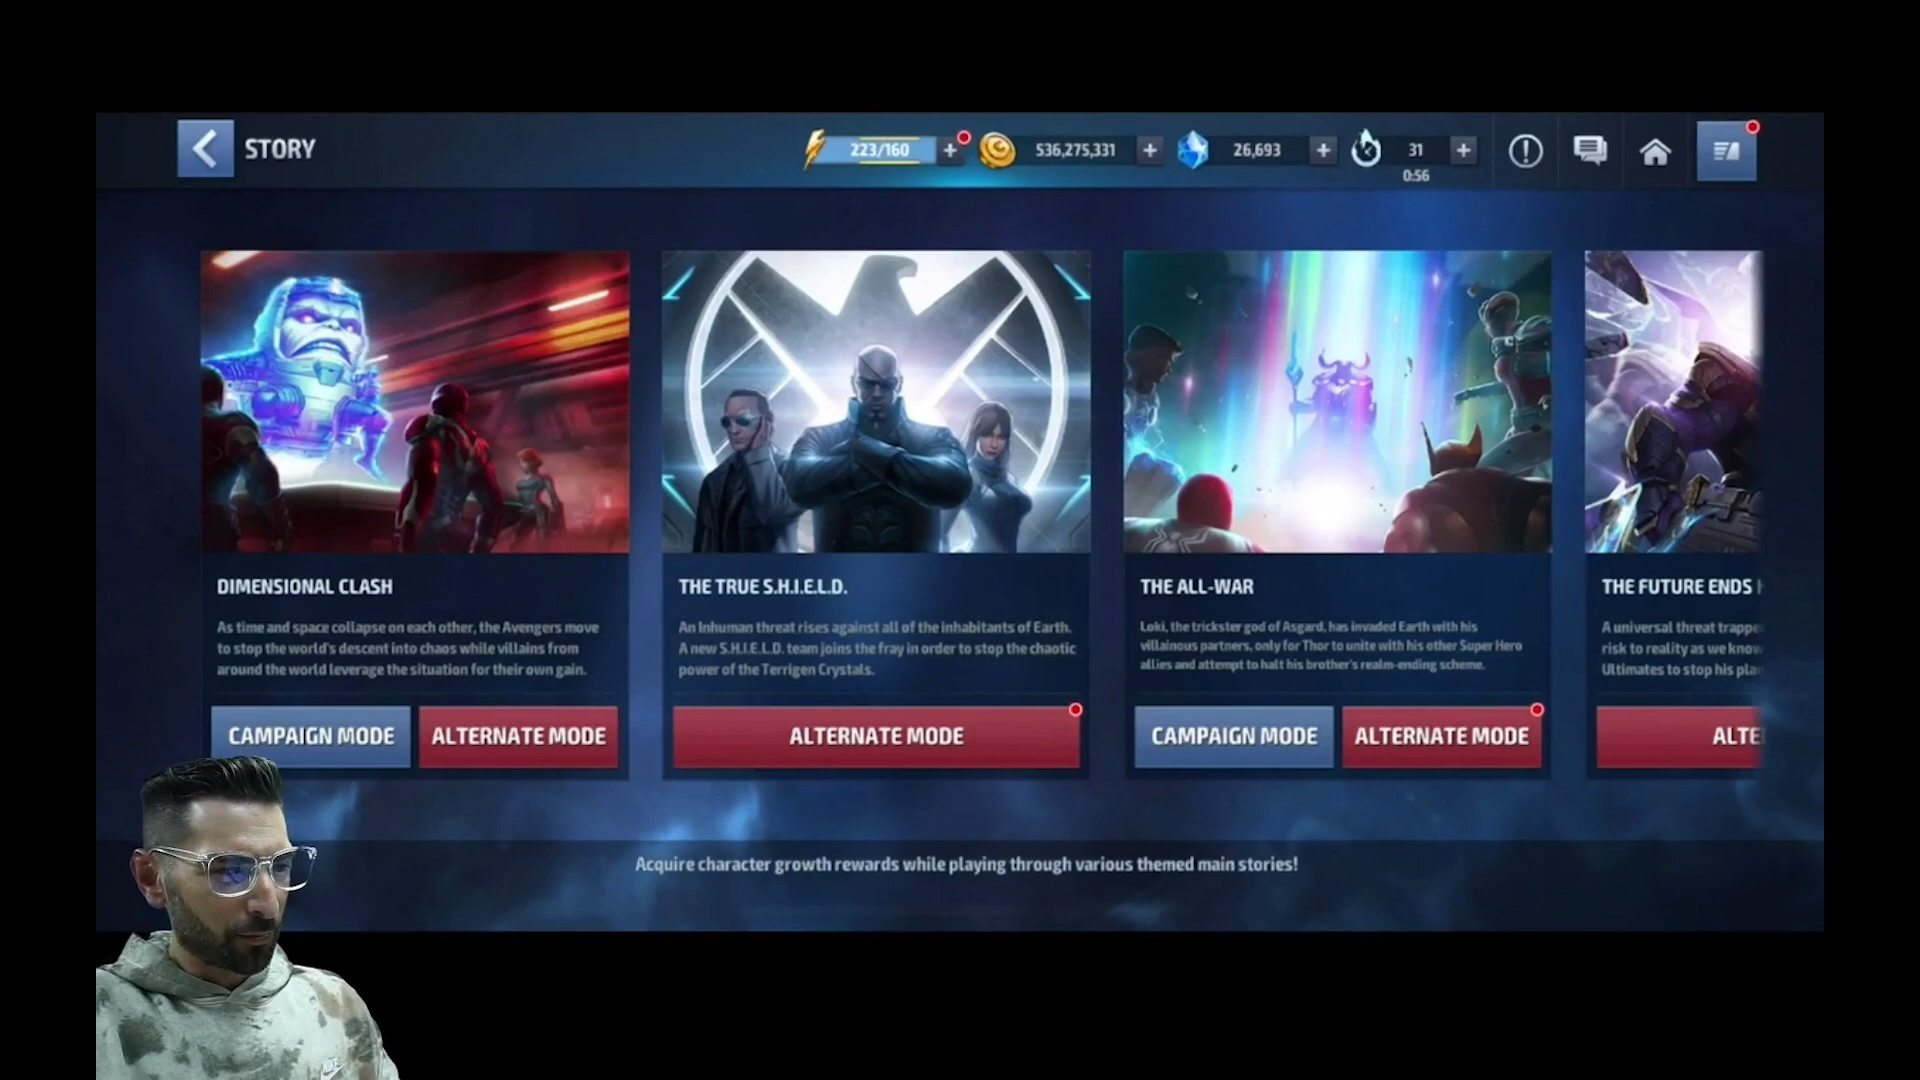 STORY
223/160
536,275,331
26,693
31
0:56
DIMENSIONAL CLASH
As time and space collapse on each other, the Avengers move
to stop the world's descent into chaos while villains from
around the world leverage the situation for their own gain.
CAMPAIGN MODE
ALTERNATE MODE
THE TRUE S.H.I.E.L.D.
An Inhuman threat rises against all of the inhabitants of Earth.
A new S.H.I.E.L.D. team joins the fray in order to stop the chaotic
power of the Terrigen Crystals.
ALTERNATE MODE
THE ALL-WAR
Loki, the trickster god of Asgard, has invaded Earth with his
villainous partners, only for Thor to unite with his other Super Hero
allies and attempt to halt his brother's realm-ending scheme.
CAMPAIGN MODE
ALTERNATE MODE
THE FUTURE ENDS
A universal threat trappe
risk to reality as we know
Ultimates to stop his pla
ALTE
Acquire character growth rewards while playing through various themed main stories!